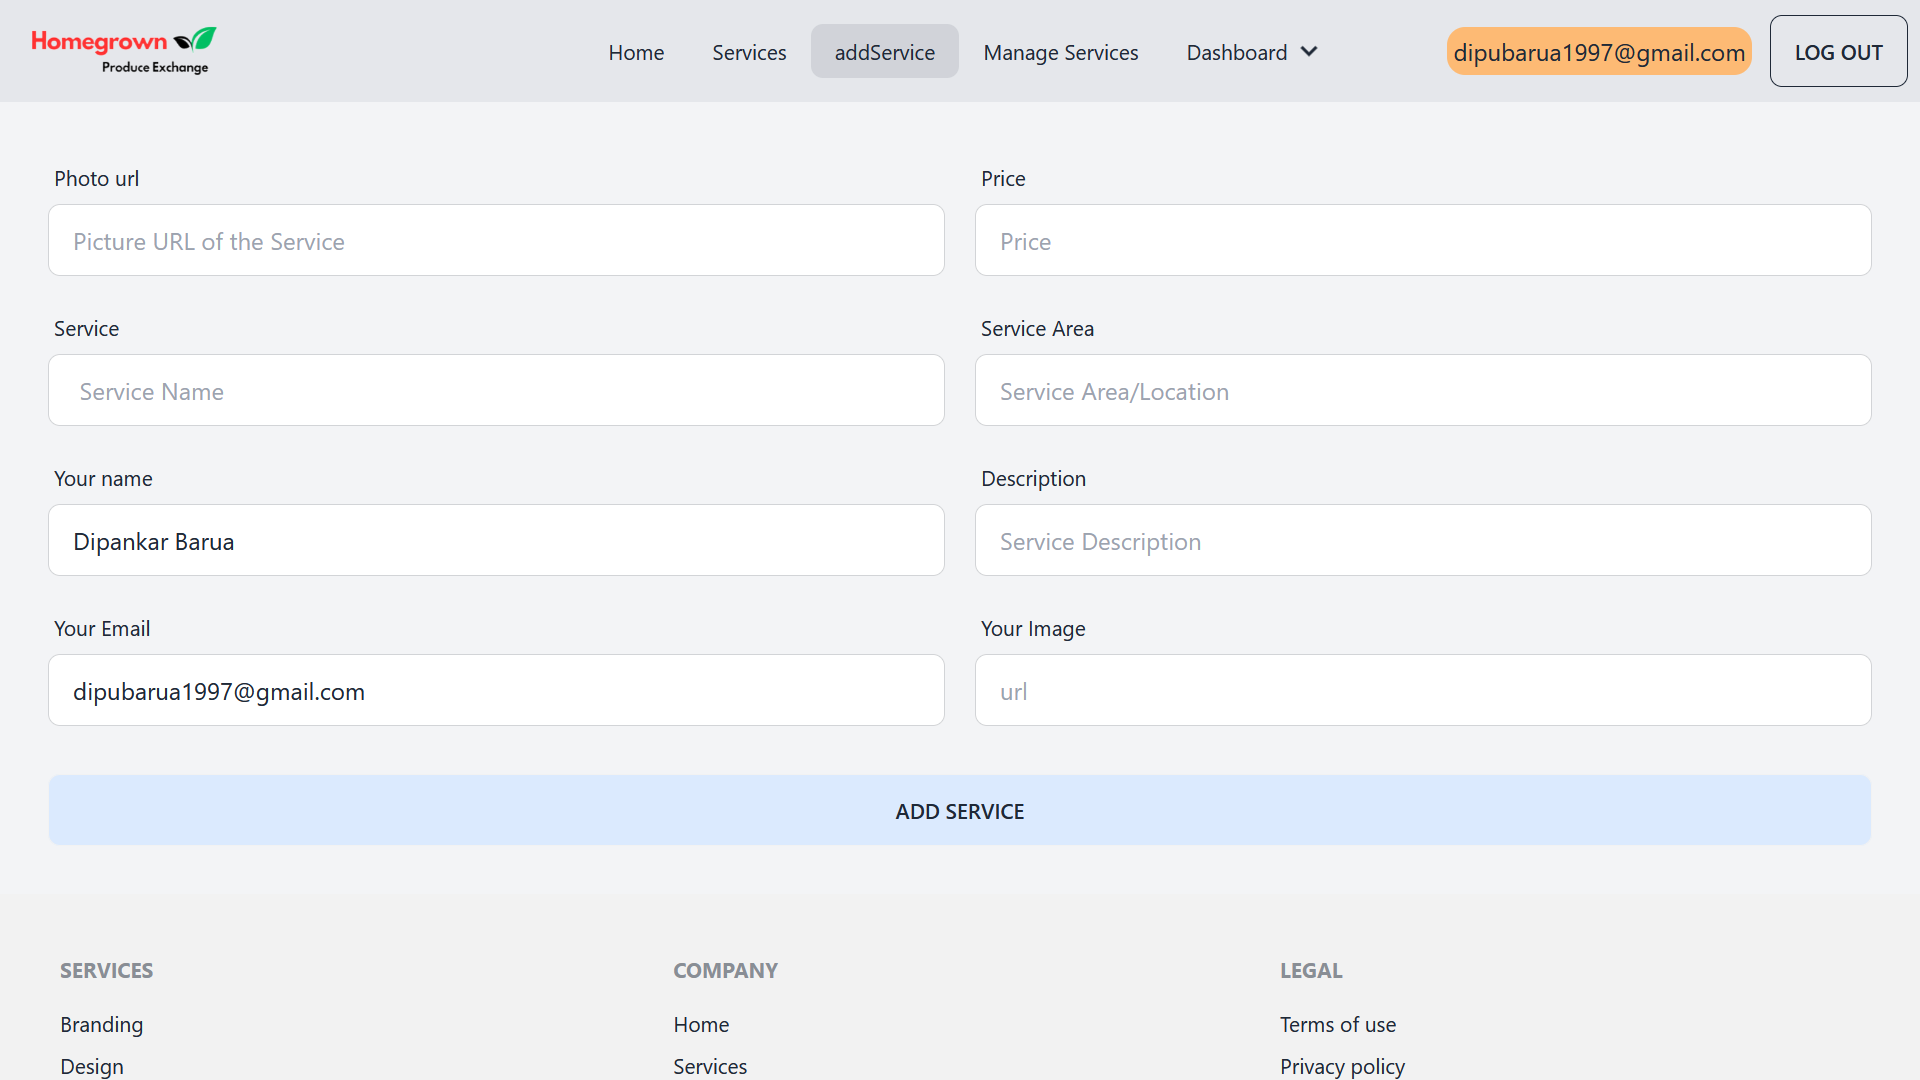 Homegrown
Produce Exchange
Home
Services
addService
Manage Services
Dashboard
dipubarua1997@gmail.com
LOG OUT
Photo url
Picture URL of the Service
Price
Price
Service
Service Name
Service Area
Service Area/Location
Your name
Dipankar Barua
Description
Service Description
Your Email
dipubarua1997@gmail.com
Your Image
url
ADD SERVICE
SERVICES
Branding
Design
COMPANY
Home
Services
LEGAL
Terms of use
Privacy policy